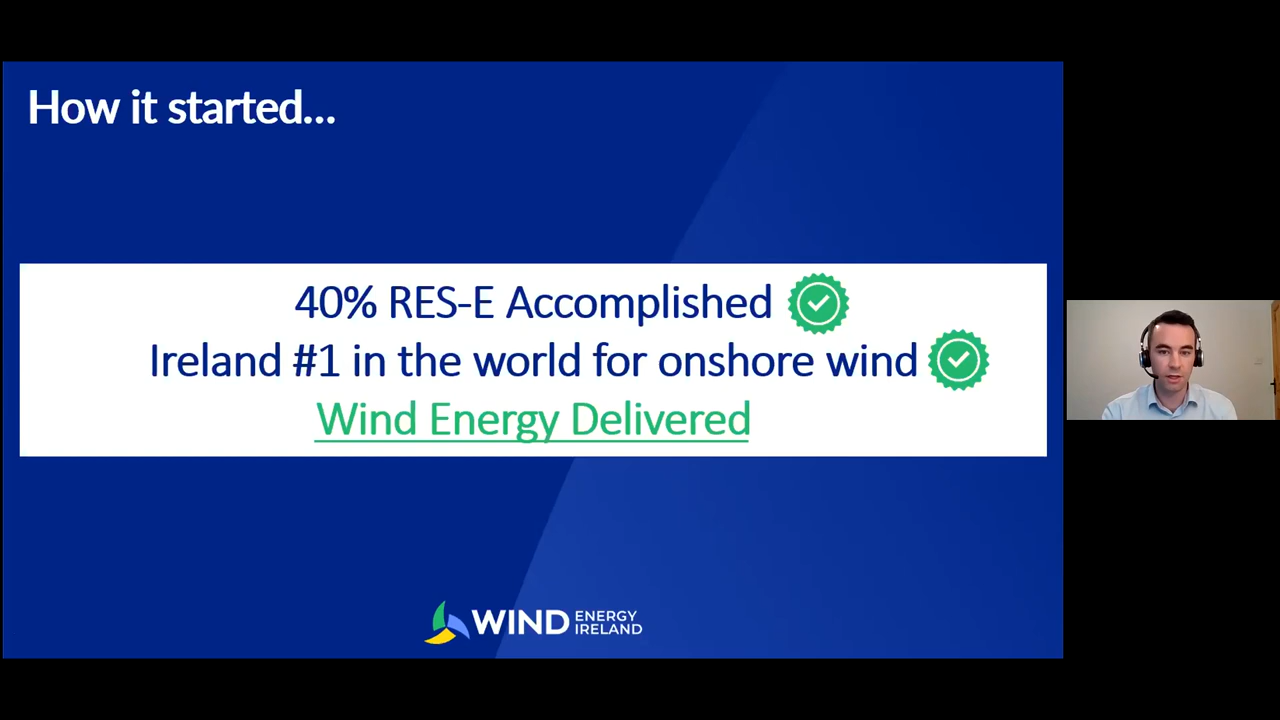 How it started...
40% RES-E Accomplished
Ireland #1 in the world for onshore wind
Wind Energy Delivered
WIND ENERGY IRELAND